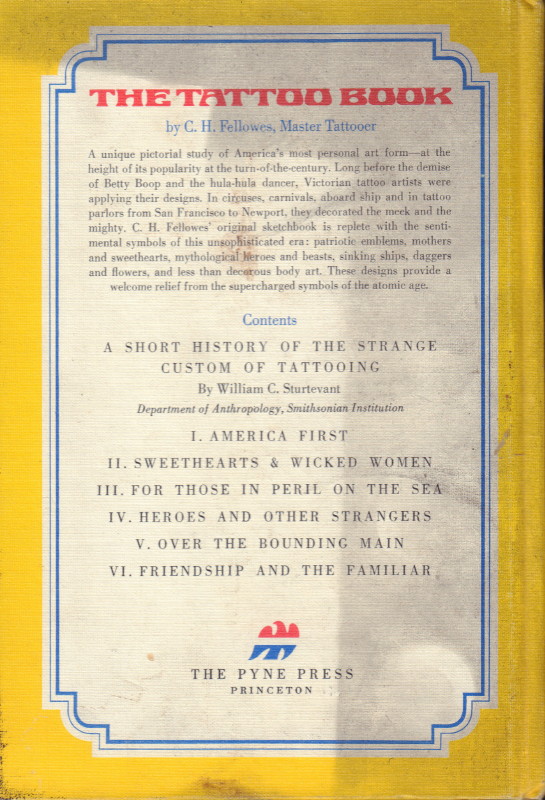 THE TATTOO BOOK
by C. H. Fellowes, Master Tattooer
A unique pictorial study of America's most personal art form—at the
height of its popularity at the turn-of-the-century. Long before the demise
of Betty Boop and the hula-hula dancer, Victorian tattoo artists were
applying their designs. In circuses, carnivals, aboard ship and in tattoo
parlors from San Francisco to Newport, they decorated the meek and the
mighty. C. H. Fellowes' original sketchbook is replete with the senti-
mental symbols of this unsophisticated era: patriotic emblems, mothers
and sweethearts, mythological heroes and beasts, sinking ships, daggers
and flowers, and less than decorous body art. These designs provide a
welcome relief from the supercharged symbols of the atomic age.
Contents
A SHORT HISTORY OF THE STRANGE
CUSTOM OF TATTOOING
By William C. Sturtevant
Department of Anthropology, Smithsonian Institution
I. AMERICA FIRST
II. SWEETHEARTS & WICKED WOMEN
III. FOR THOSE IN PERIL ON THE SEA
IV. HEROES AND OTHER STRANGERS
V. OVER THE BOUNDING MAIN
VI. FRIENDSHIP AND THE FAMILIAR
THE PYNE PRESS
PRINCETON